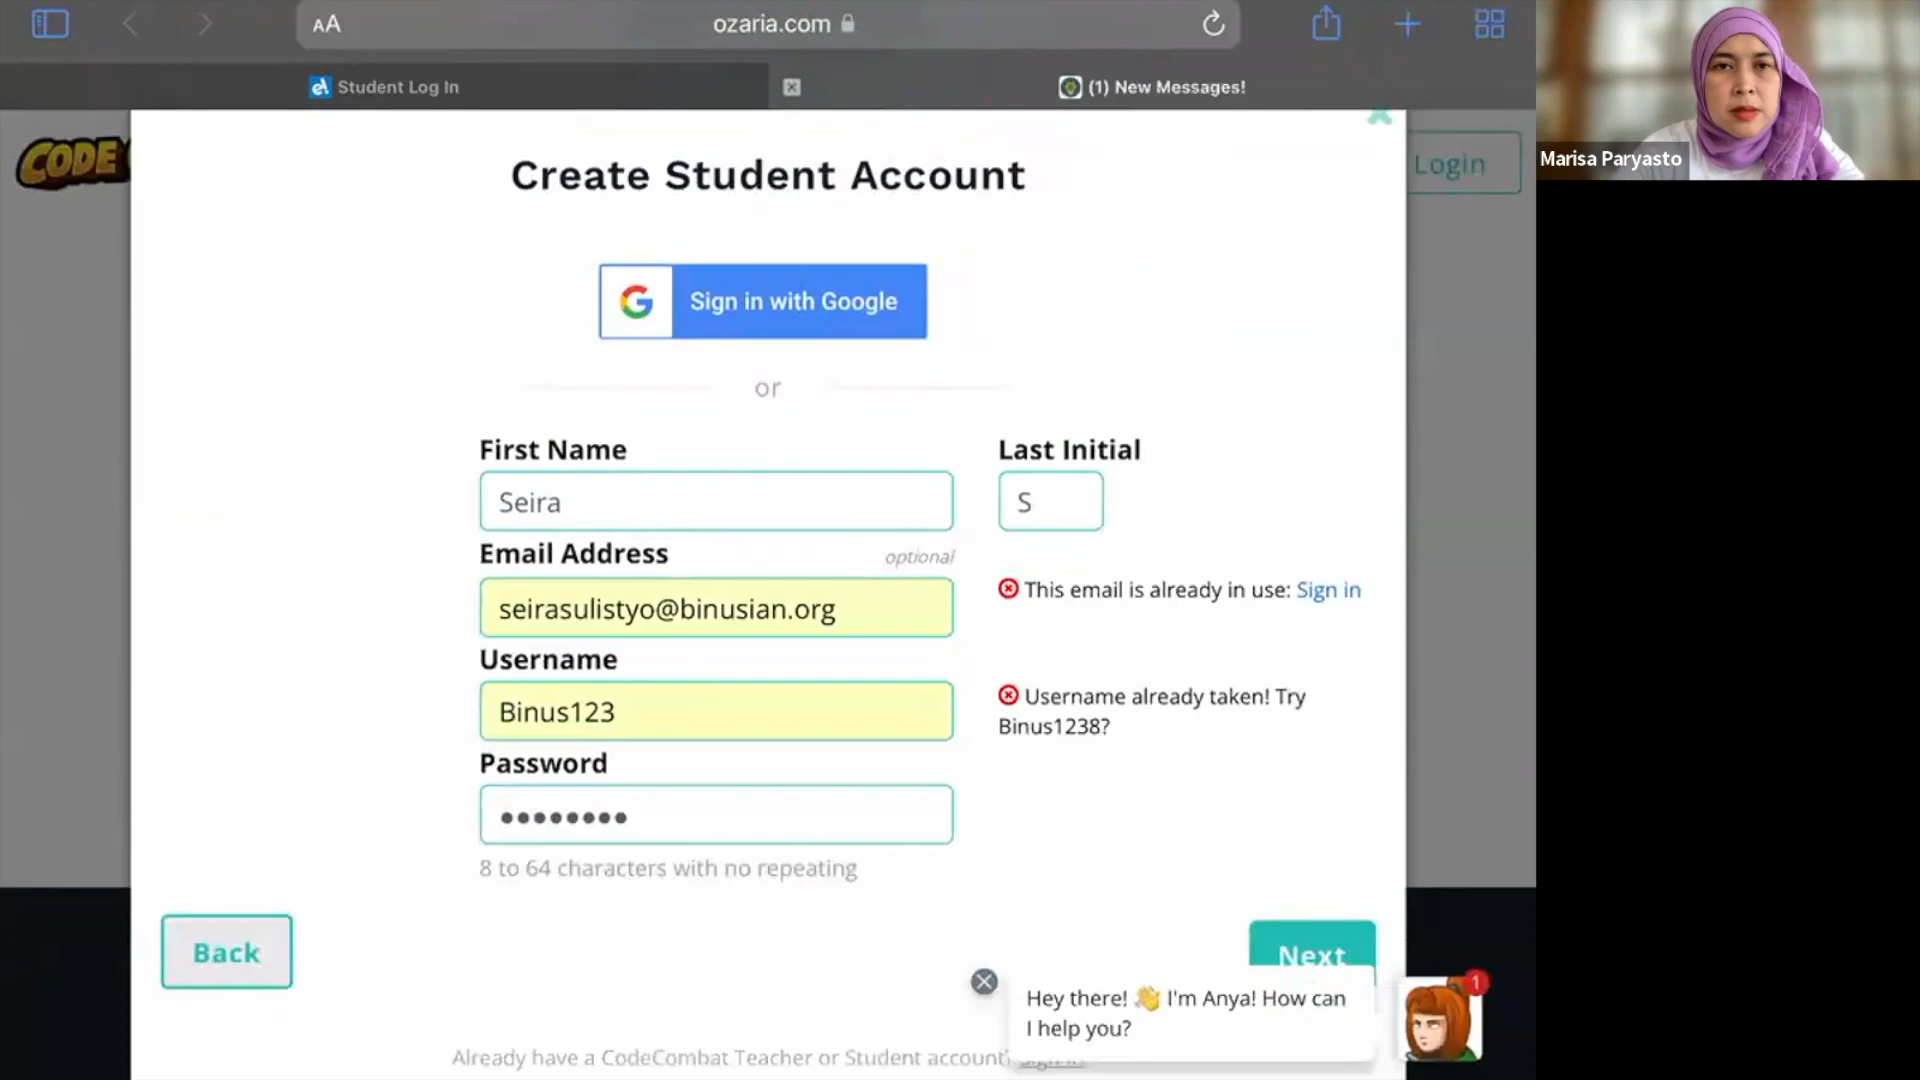 AA
ozaria.com
Student Log In
(1) New Messages!
CODE
Login
Marisa Paryasto
Create Student Account
G Sign in with Google
or
First Name
Last Initial
Seira
S
Email Address
optional
seirasulistyo@binusian.org
This email is already in use: Sign in
Username
Binus123
Username already taken! Try
Binus1238?
Password
8 to 64 characters with no repeating
Back
Next
1
Hey there! 👋 I'm Anya! How can
I help you?
Already have a CodeCombat Teacher or Student account?